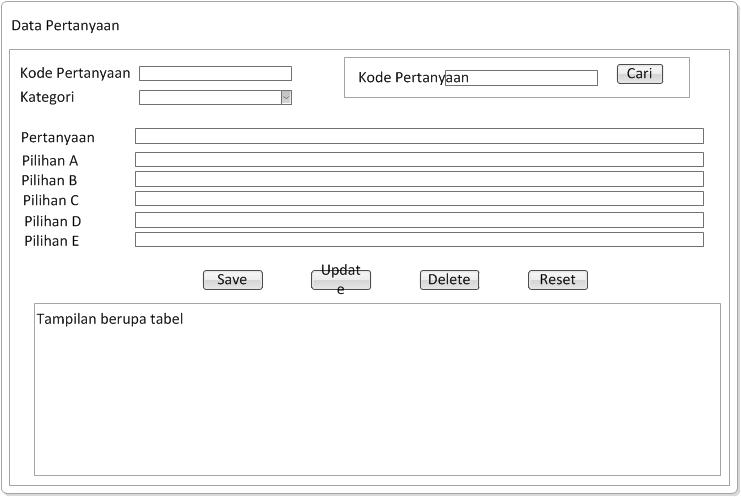 Data Pertanyaan
Kode Pertanyaan
Kode Pertanyaan
Cari
Kategori
Pertanyaan
Pilihan A
Pilihan B
Pilihan C
Pilihan D
Pilihan E
Save
Updat
e
Delete
Reset
Tampilan berupa tabel